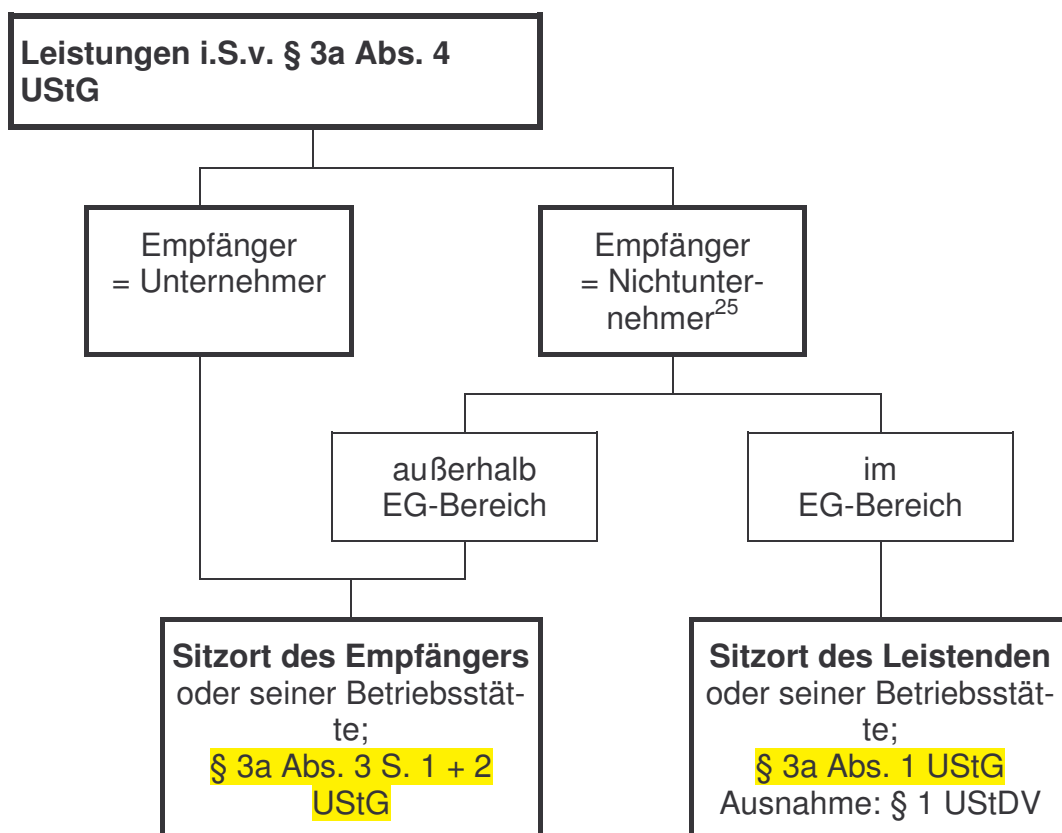 Leistungen i.S.v. § 3a Abs. 4
UStG
Empfänger
= Unternehmer
Empfänger
= Nichtunter-
nehmer25
außerhalb
EG-Bereich
im
EG-Bereich
Sitzort des Empfängers
oder seiner Betriebsstät-
te;
§ 3a Abs. 3 S. 1 + 2
UStG
Sitzort des Leistenden
oder seiner Betriebsstät-
te;
§ 3a Abs. 1 UStG
Ausnahme: § 1 UStDV